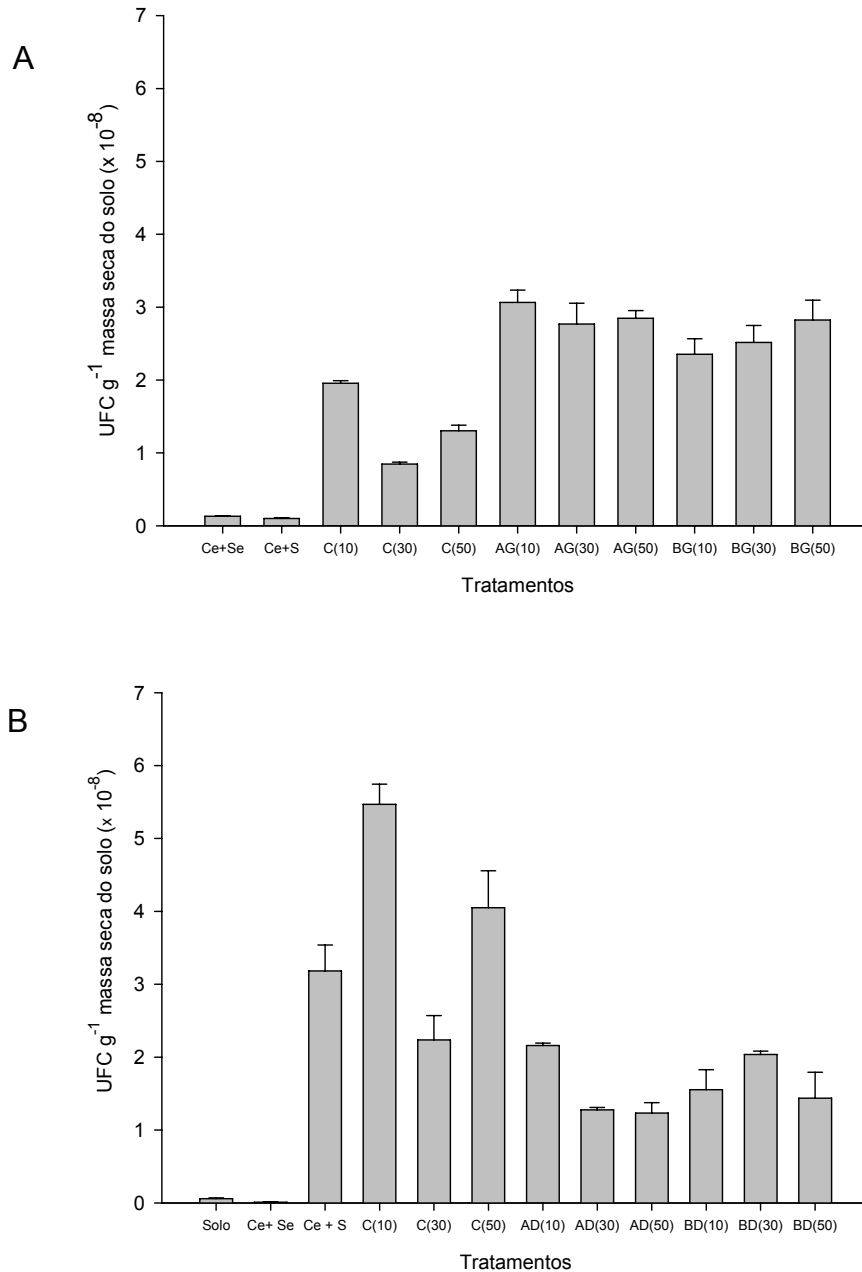 A
UFC g-1 massa seca do solo (x 10-8)
7
6
5
4
3
2
1
0
Ce+Se Ce+S C(10) C(30) C(50) AG(10) AG(30) AG(50) BG(10) BG(30) BG(50)
Tratamentos
B
UFC g-1 massa seca do solo (x 10-8)
7
6
5
4
3
2
1
0
Solo Ce+ Se Ce + S C(10) C(30) C(50) AD(10) AD(30) AD(50) BD(10) BD(30) BD(50)
Tratamentos